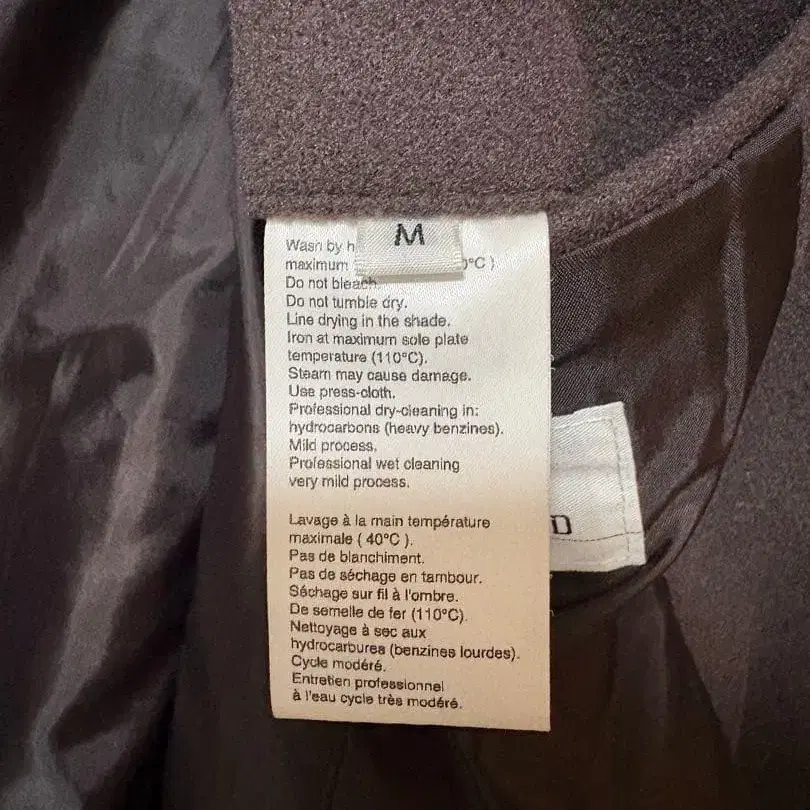 M
Wash by h
maximum 0°C )
Do not bleach.
Do not tumble dry.
Line drying in the shade.
Iron at maximum sole plate
temperature (110°C).
Steam may cause damage.
Use press-cloth.
Professional dry-cleaning in:
hydrocarbons (heavy benzines).
Mild process.
Professional wet cleaning
very mild process.
Lavage à la main température
maximale ( 40°C ).
Pas de blanchiment.
Pas de séchage en tambour.
Séchage sur fil à l'ombre.
De semelle de fer (110°C).
Nettoyage à sec aux
hydrocarbures (benzines lourdes).
Cycle modéré.
Entretien professionnel
à l'eau cycle très modéré.
D